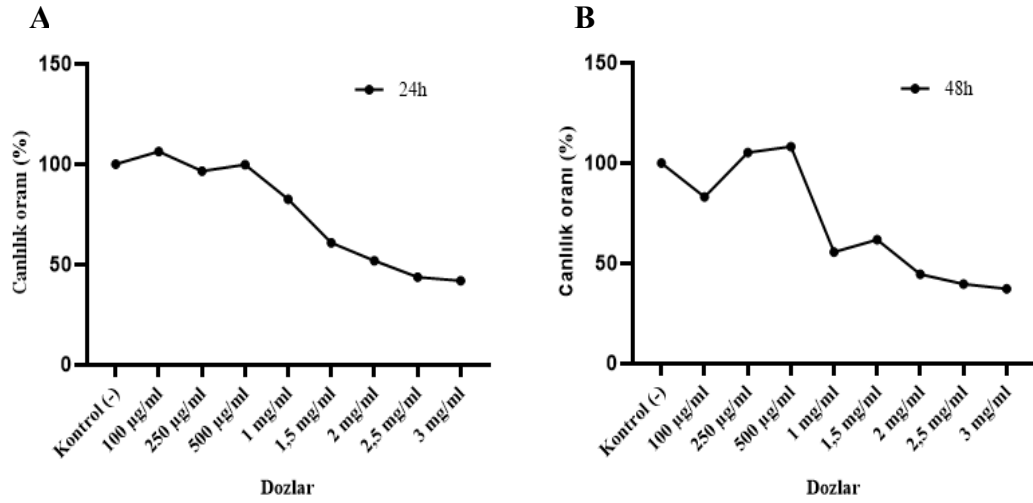 A
150
100
50
0
Canlılık oranı (%)
24h
Kontrol (-)
100 µg/ml
250 µg/ml
500 µg/ml
1 mg/ml
1,5 mg/ml
2 mg/ml
2,5 mg/ml
3 mg/ml
Dozlar
B
150
100
50
0
Canlılık oranı (%)
48h
Kontrol (-)
100 µg/ml
250 µg/ml
500 µg/ml
1 mg/ml
1,5 mg/ml
2 mg/ml
2,5 mg/ml
3 mg/ml
Dozlar